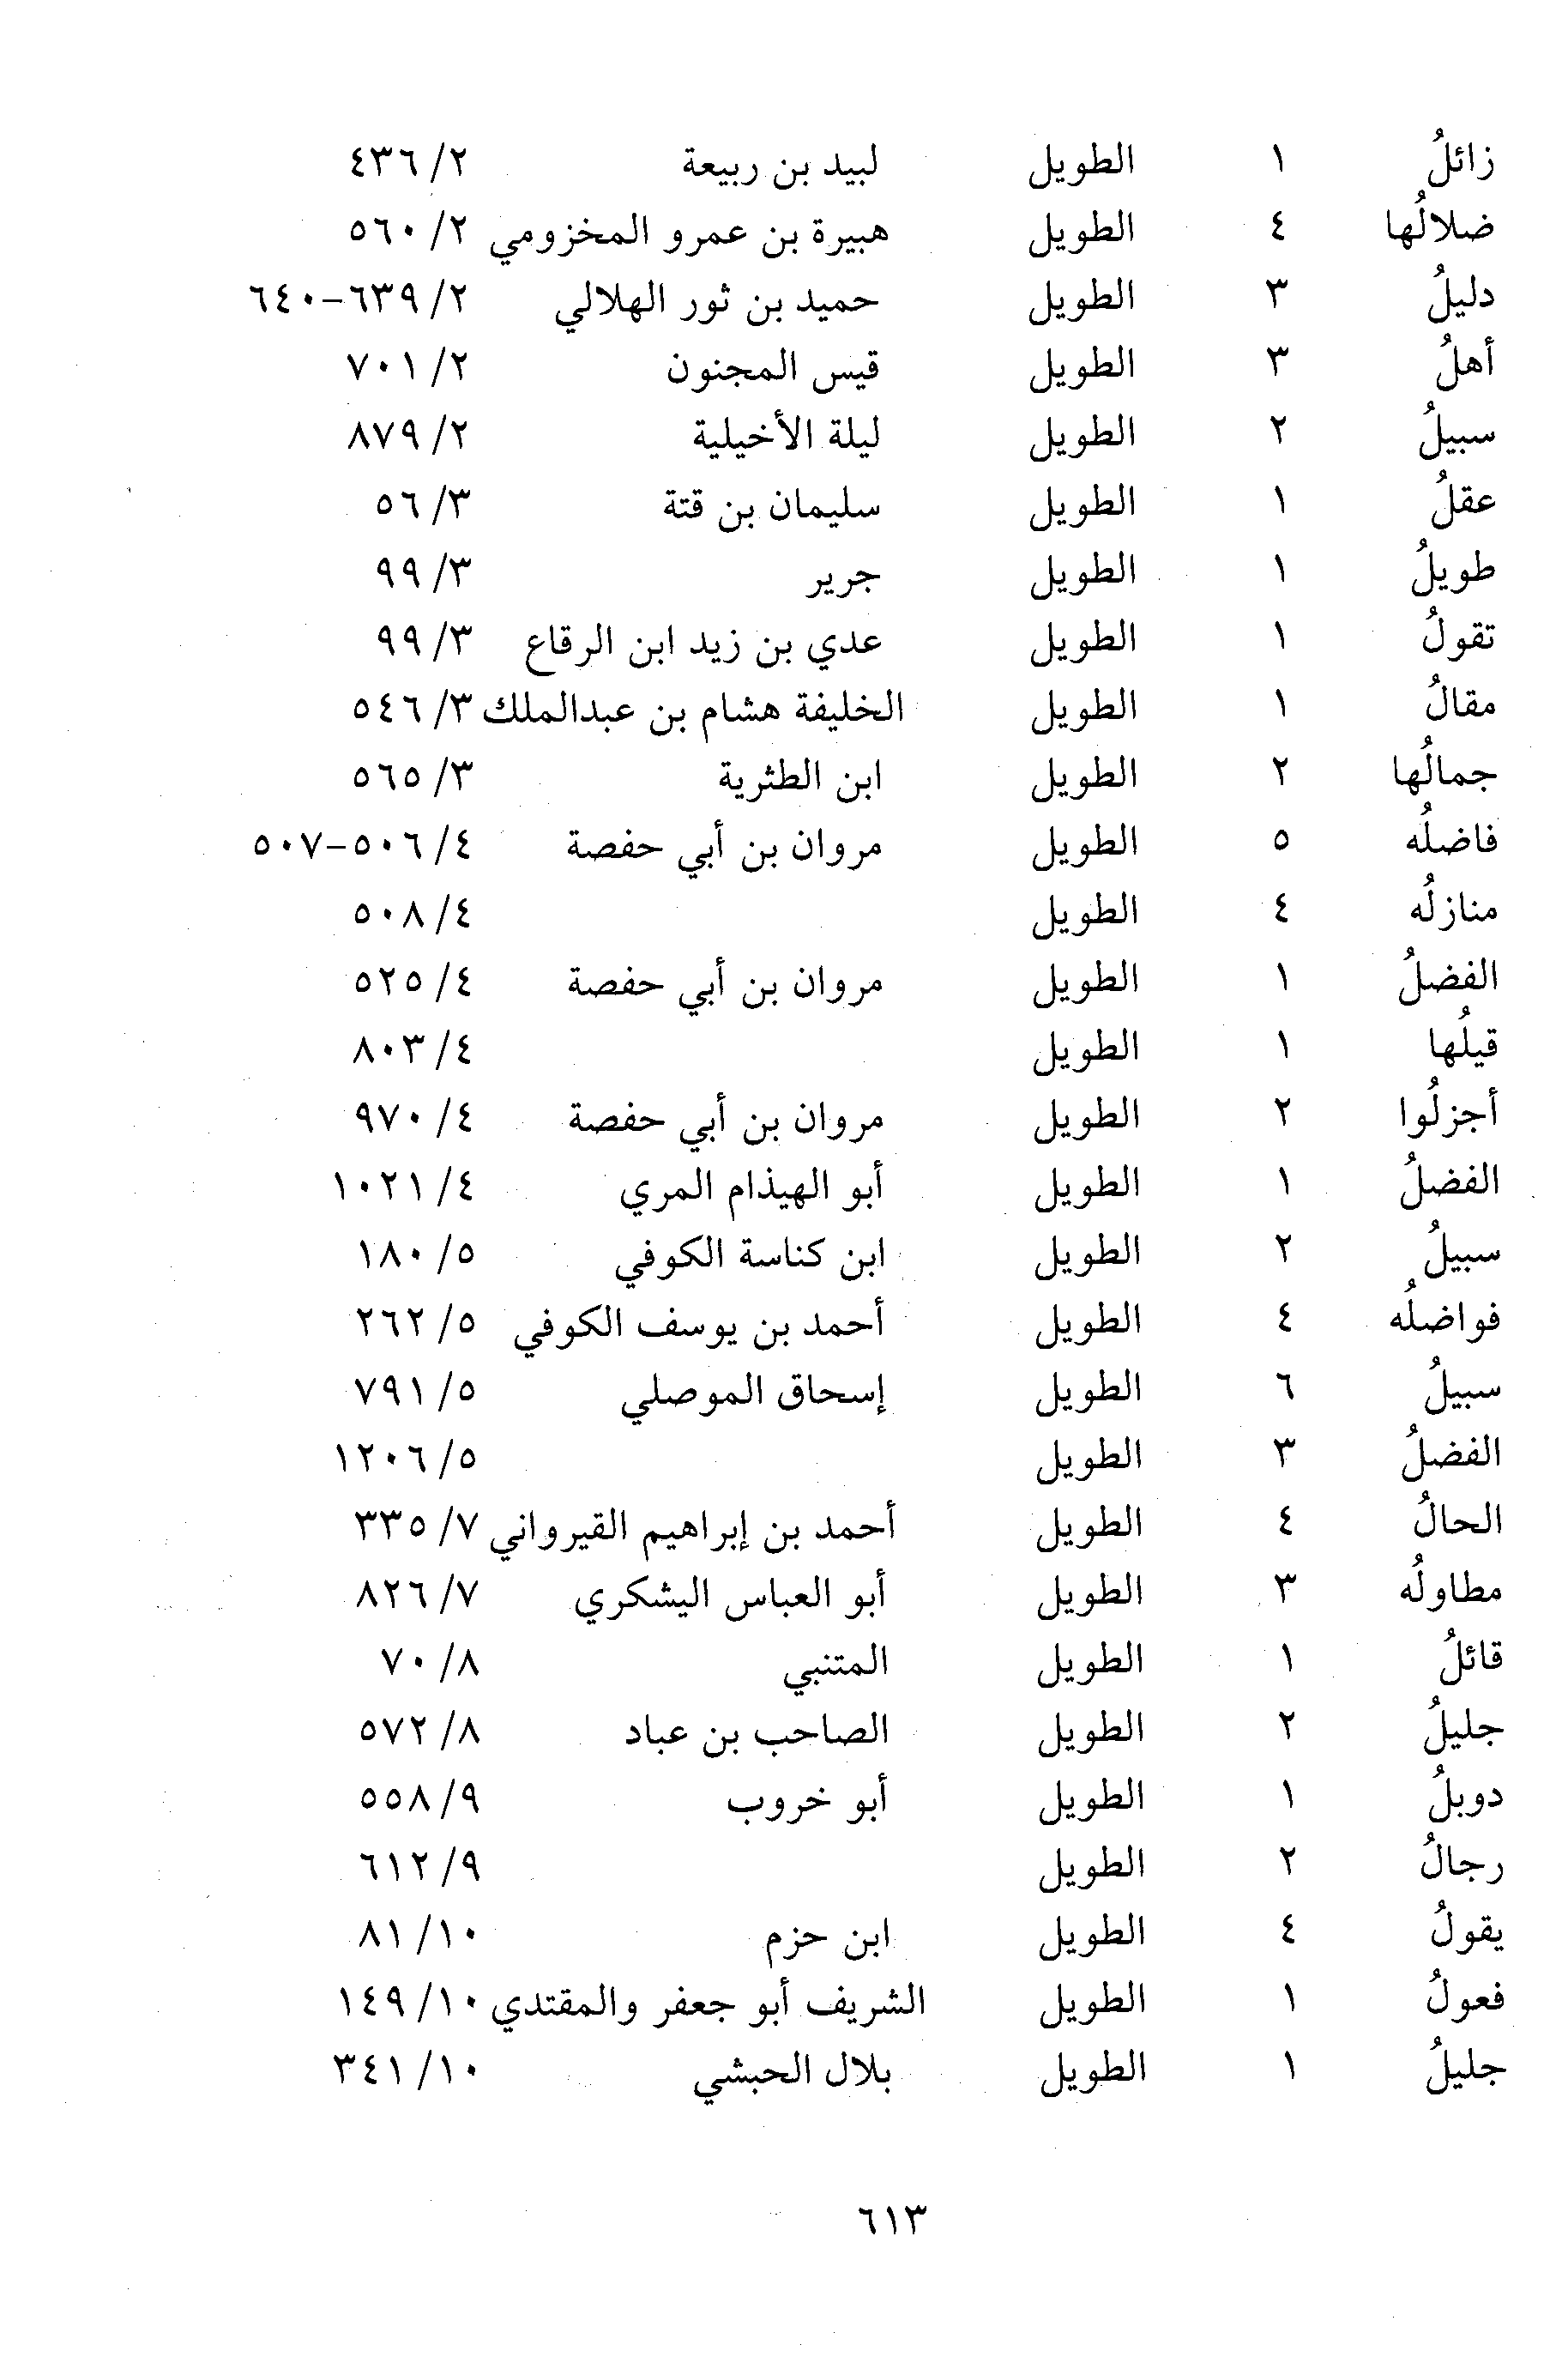 زائلُ ١ الطويل لبيد بن ربيعة ٢/ ٤٣٦
ضلالُها ٤ الطويل هبيرة بن عمرو المخزومي ٢/ ٥٦٠
دليلُ ٣ الطويل حميد بن ثور الهلالي ٢/ ٦٣٩-٦٤٠
أهلُ ٣ الطويل قيس المجنون ٢/ ٧٠١
سبيلُ ٢ الطويل ليلة الأخيلية ٢/ ٨٧٩
عقلُ ١ الطويل سليمان بن قتة ٣/ ٥٦
طويلُ ١ الطويل جرير ٣/ ٩٩
تقولُ ١ الطويل عدي بن زيد ابن الرقاع ٣/ ٩٩
مقالُ ١ الطويل الخليفة هشام بن عبدالملك ٣/ ٥٤٦
جمالُها ٢ الطويل ابن الطثرية ٣/ ٥٦٥
فاضلُه ٥ الطويل مروان بن أبي حفصة ٤/ ٥٠٦-٥٠٧
منازلُه ٤ الطويل ٤/ ٥٠٨
الفضلُ ١ الطويل مروان بن أبي حفصة ٤/ ٥٢٥
قيلُها ١ الطويل ٤/ ٨٠٣
أجزلُوا ٢ الطويل مروان بن أبي حفصة ٤/ ٩٧٠
الفضلُ ١ الطويل أبو الهيذام المري ٤/ ١٠٢١
سبيلُ ٢ الطويل ابن كناسة الكوفي ٥/ ١٨٠
فواضلُه ٤ الطويل أحمد بن يوسف الكوفي ٥/ ٢٦٢
سبيلُ ٦ الطويل إسحاق الموصلي ٥/ ٧٩١
الفضلُ ٣ الطويل ٥/ ١٢٠٦
الحالُ ٤ الطويل أحمد بن إبراهيم القيرواني ٧/ ٣٣٥
مطاولُه ٣ الطويل أبو العباس اليشكري ٧/ ٨٢٦
قائلُ ١ الطويل المتنبي ٨/ ٧٠
جليلُ ٢ الطويل الصاحب بن عباد ٨/ ٥٧٢
دوبلُ ١ الطويل أبو خروب ٩/ ٥٥٨
رجالُ ٢ الطويل ٩/ ٦١٢
يقولُ ٤ الطويل ابن حزم ١٠/ ٨١
فعولُ ١ الطويل الشريف أبو جعفر والمقتدي ١٠/ ١٤٩
جليلُ ١ الطويل بلال الحبشي ١٠/ ٣٤١
٦١٣